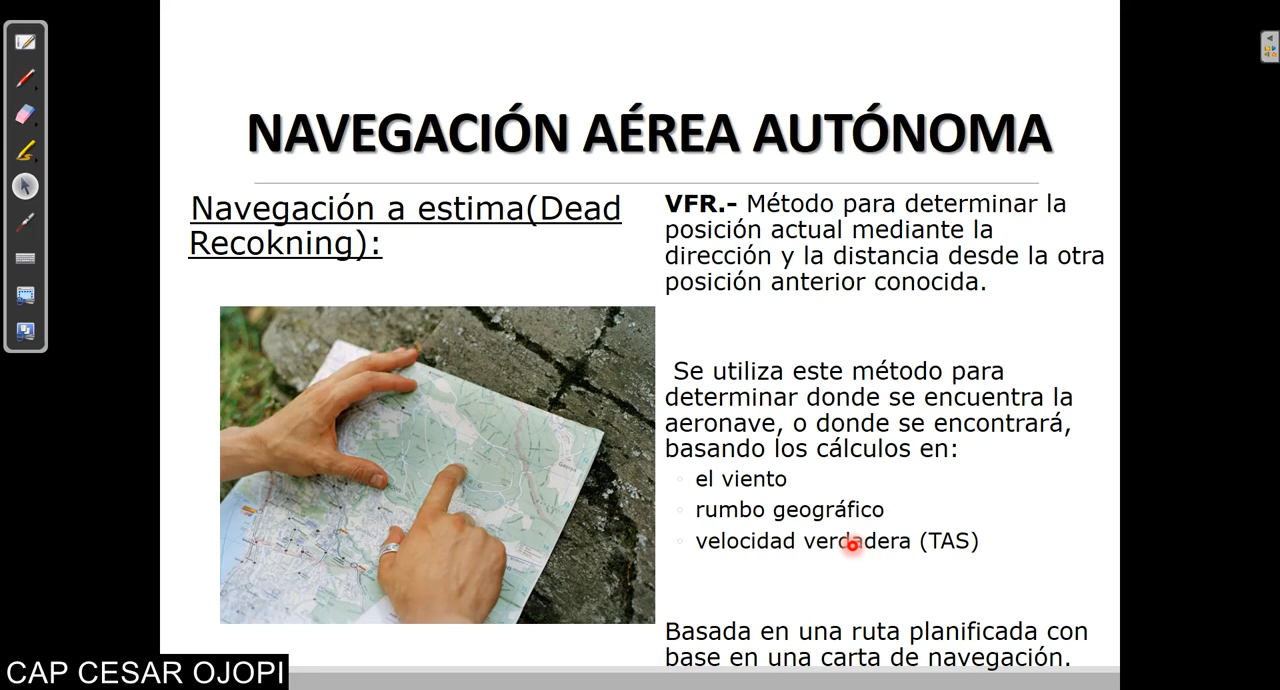 NAVEGACIÓN AÉREA AUTÓNOMA
Navegación a estima(Dead
Recokning):
VFR.- Método para determinar la
posición actual mediante la
dirección y la distancia desde la otra
posición anterior conocida.
Se utiliza este método para
determinar donde se encuentra la
aeronave, o donde se encontrará,
basando los cálculos en:
el viento
rumbo geográfico
velocidad verdadera (TAS)
Basada en una ruta planificada con
base en una carta de navegación.
CAP CESAR OJOPI